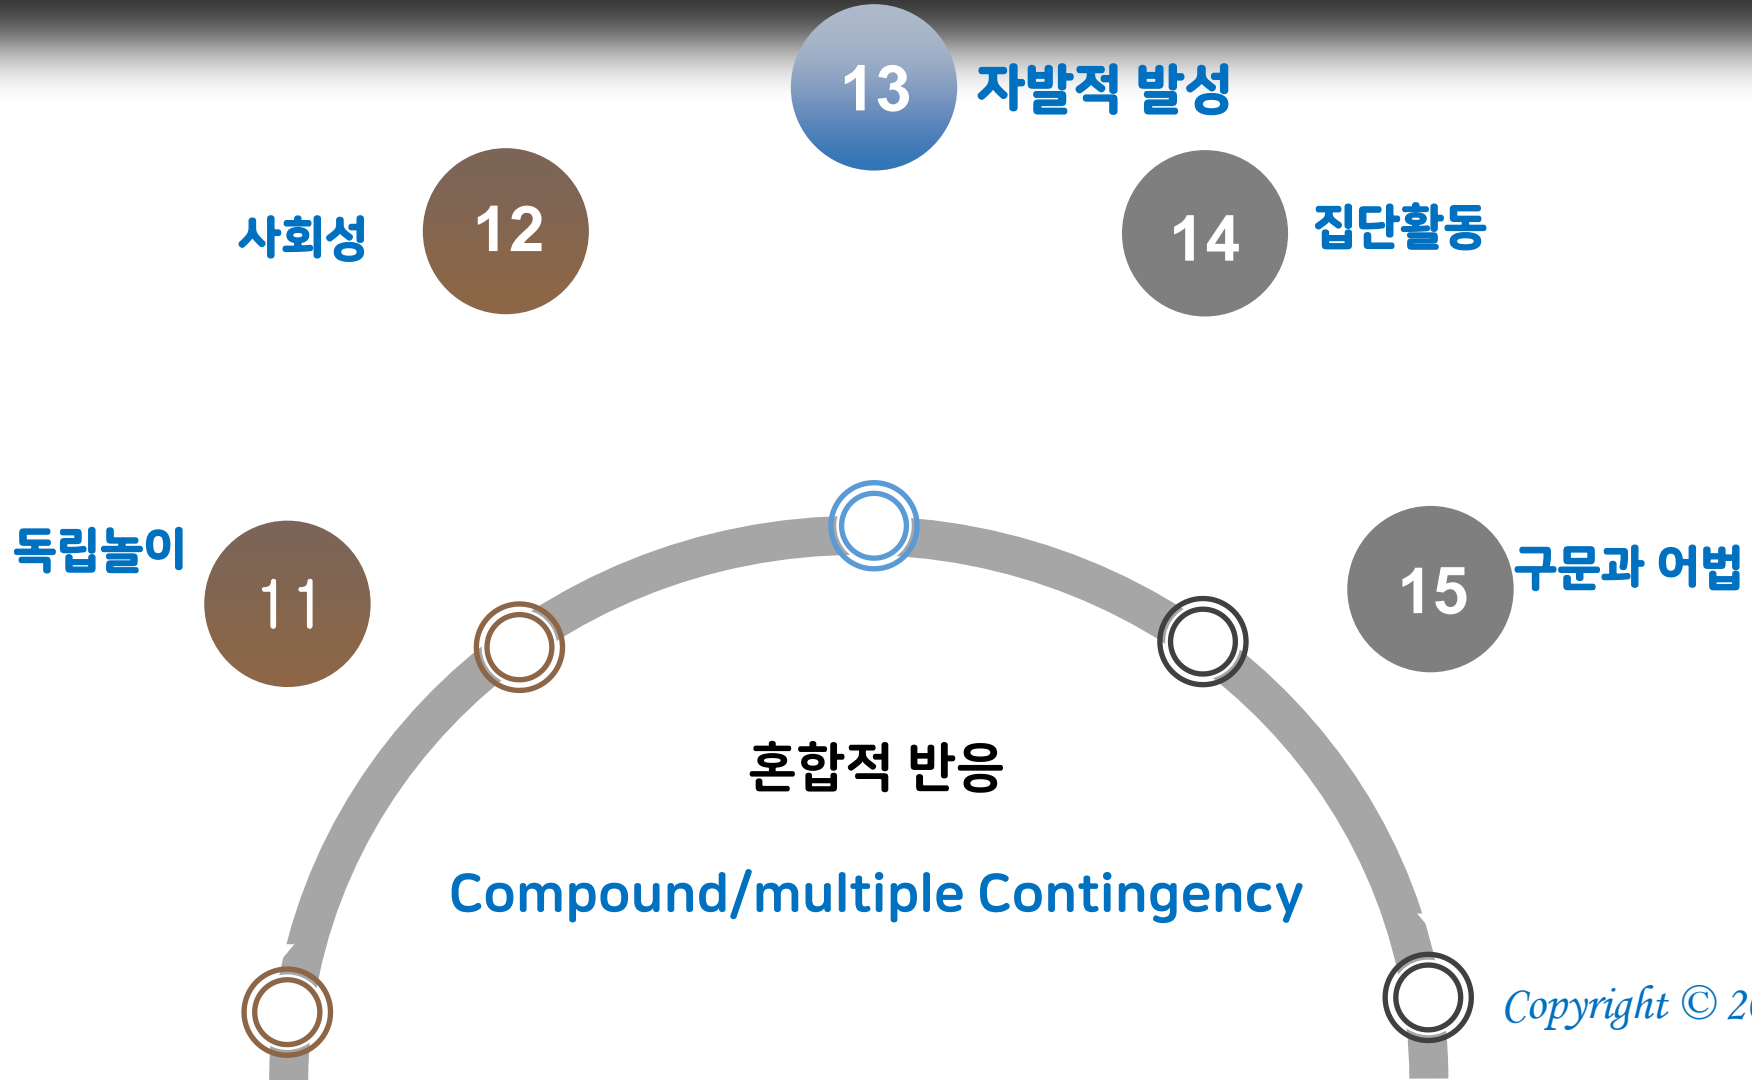 13 자발적 발성
사회성 12
14 집단활동
독립놀이 11
15 구문과 어법
혼합적 반응
Compound/multiple Contingency
Copyright ©